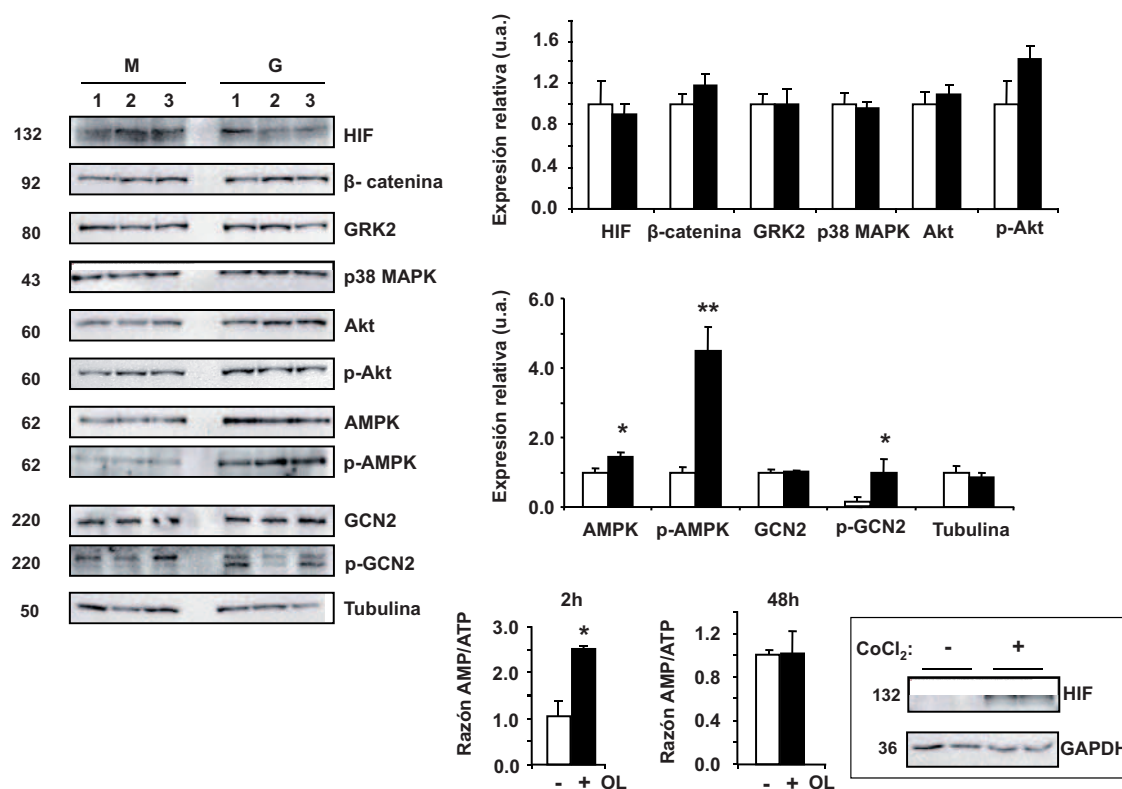 M G
1 2 3 1 2 3
132 HIF
92 β- catenina
80 GRK2
43 p38 MAPK
60 Akt
60 p-Akt
62 AMPK
62 p-AMPK
220 GCN2
220 p-GCN2
50 Tubulina
Expresión relativa (u.a.)
1.6
1.2
0.8
0.4
0.0
HIF β-catenina GRK2 p38 MAPK Akt p-Akt
Expresión relativa (u.a.)
6.0
4.0
2.0
1.0
0.0
* ** *
AMPK p-AMPK GCN2 p-GCN2 Tubulina
2h
Razón AMP/ATP
3.0
2.0
1.0
0.0
*
- + OL
48h
Razón AMP/ATP
1.2
0.8
0.4
0.0
- + OL
CoCl₂: - +
132 HIF
36 GAPDH